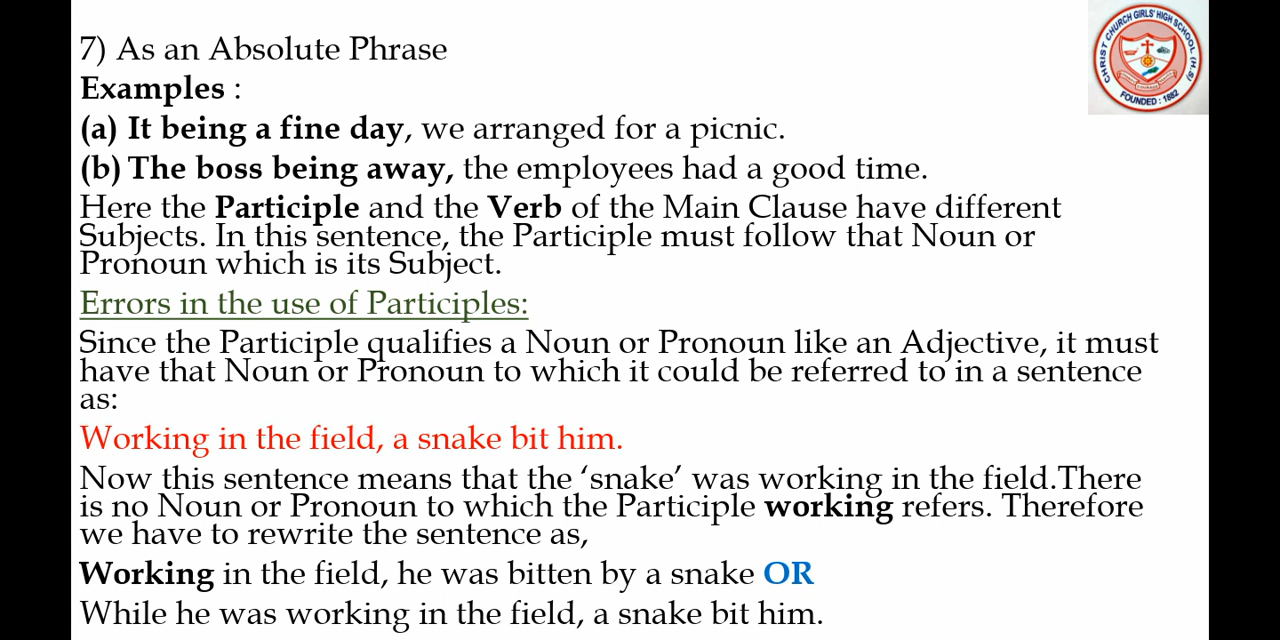 7) As an Absolute Phrase
Examples :
(a) It being a fine day, we arranged for a picnic.
(b) The boss being away, the employees had a good time.
Here the Participle and the Verb of the Main Clause have different
Subjects. In this sentence, the Participle must follow that Noun or
Pronoun which is its Subject.
Errors in the use of Participles:
Since the Participle qualifies a Noun or Pronoun like an Adjective, it must
have that Noun or Pronoun to which it could be referred to in a sentence
as:
Working in the field, a snake bit him.
Now this sentence means that the ‘snake’ was working in the field.There
is no Noun or Pronoun to which the Participle working refers. Therefore
we have to rewrite the sentence as,
Working in the field, he was bitten by a snake OR
While he was working in the field, a snake bit him.
CHRIST CHURCH GIRLS' HIGH SCHOOL (H.S)
FOUNDED : 1882